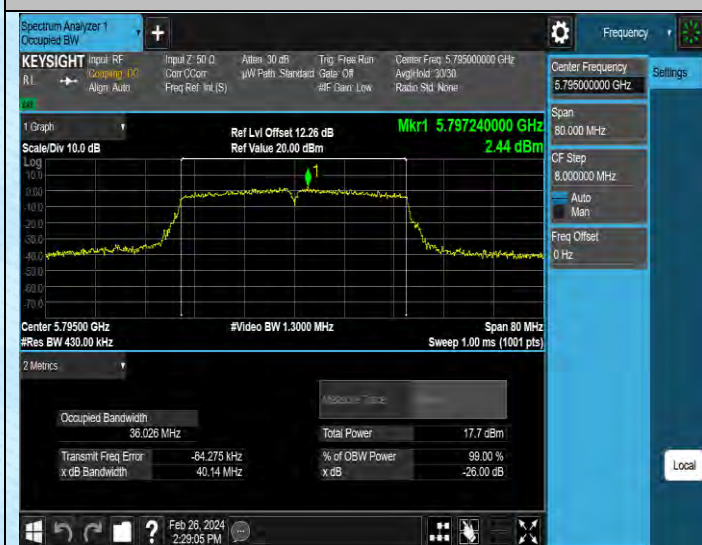 Spectrum Analyzer 1
Occupied BW
+
Frequency
KEYSIGHT
Input: RF
Coupling: DC
Align: Auto
Input Z: 50 Ω
Corr CCorr
Freq Ref: Int (S)
Atten: 30 dB
µW Path: Standard
Trig: Free Run
Gate: Off
#IF Gain: Low
Center Freq: 5.795000000 GHz
Avg|Hold: 30/30
Radio Std: None
Center Frequency
5.795000000 GHz
Settings
Span
80.000 MHz
CF Step
8.000000 MHz
Auto
Man
Freq Offset
0 Hz
1 Graph
Scale/Div 10.0 dB
Ref Lvl Offset 12.26 dB
Ref Value 20.00 dBm
Mkr1 5.797240000 GHz
2.44 dBm
Log
10.0
0.00
-10.0
-20.0
-30.0
-40.0
-50.0
-60.0
-70.0
1
Center 5.79500 GHz
#Video BW 1.3000 MHz
Span 80 MHz
#Res BW 430.00 kHz
Sweep 1.00 ms (1001 pts)
2 Metrics
Measure Trace
Occupied Bandwidth
36.026 MHz
Total Power 17.7 dBm
Transmit Freq Error -64.275 kHz
% of OBW Power 99.00 %
x dB Bandwidth 40.14 MHz
x dB -26.00 dB
Local
?
Feb 26, 2024
2:29:05 PM